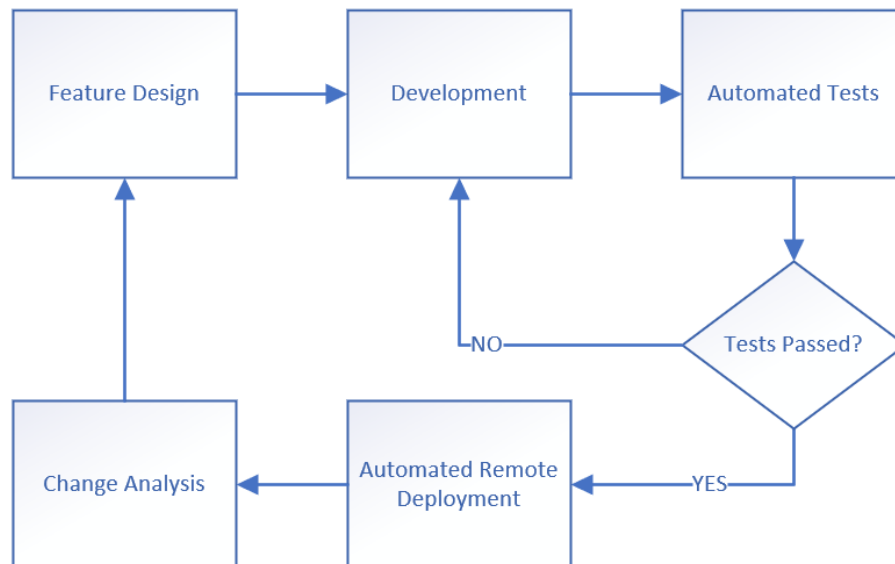 Feature Design
Development
Automated Tests
Tests Passed?
NO
YES
Automated Remote
Deployment
Change Analysis